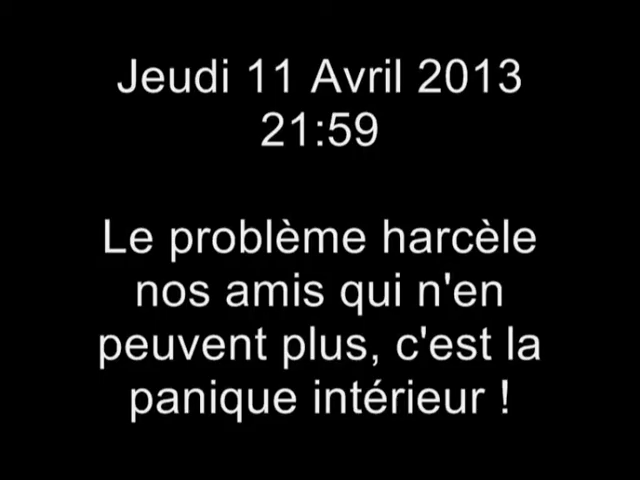 Jeudi 11 Avril 2013
21:59
Le problème harcèle
nos amis qui n'en
peuvent plus, c'est la
panique intérieur !